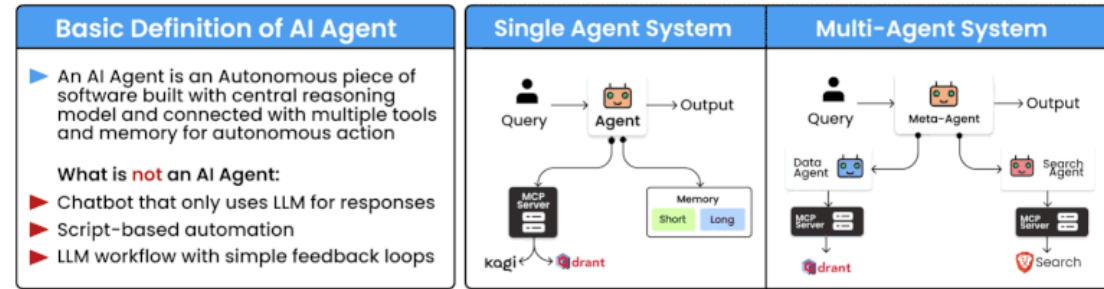 Basic Definition of AI Agent
An AI Agent is an Autonomous piece of
software built with central reasoning
model and connected with multiple tools
and memory for autonomous action
What is not an AI Agent:
Chatbot that only uses LLM for responses
Script-based automation
LLM workflow with simple feedback loops
Single Agent System
Query
Agent
Output
MCP
Server
Memory
Short
Long
kagi
qdrant
Multi-Agent System
Query
Meta-Agent
Output
Data
Agent
Search
Agent
MCP
Server
MCP
Server
qdrant
Search